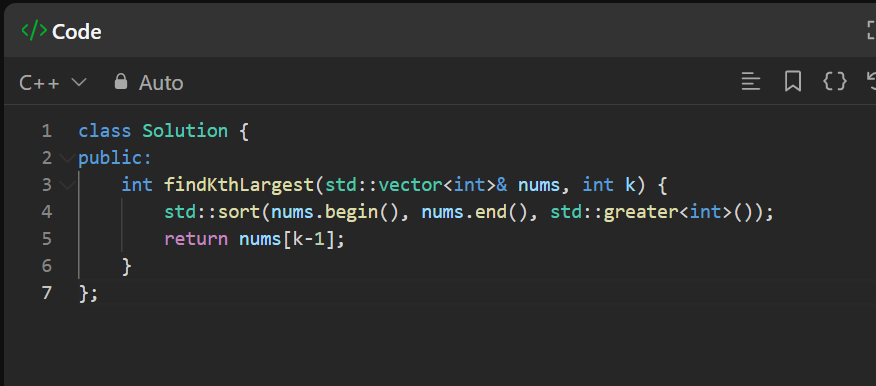 </> Code
C++ Auto
1 class Solution {
2 public:
3     int findKthLargest(std::vector<int>& nums, int k) {
4         std::sort(nums.begin(), nums.end(), std::greater<int>());
5         return nums[k-1];
6     }
7 };